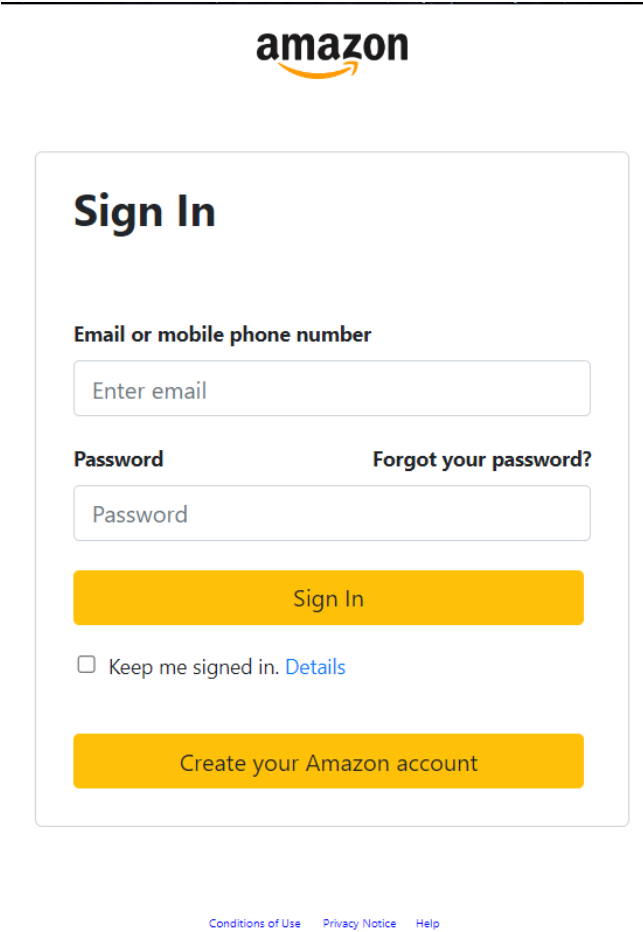 amazon
Sign In
Email or mobile phone number
Enter email
Password Forgot your password?
Password
Sign In
Keep me signed in. Details
Create your Amazon account
Conditions of Use Privacy Notice Help